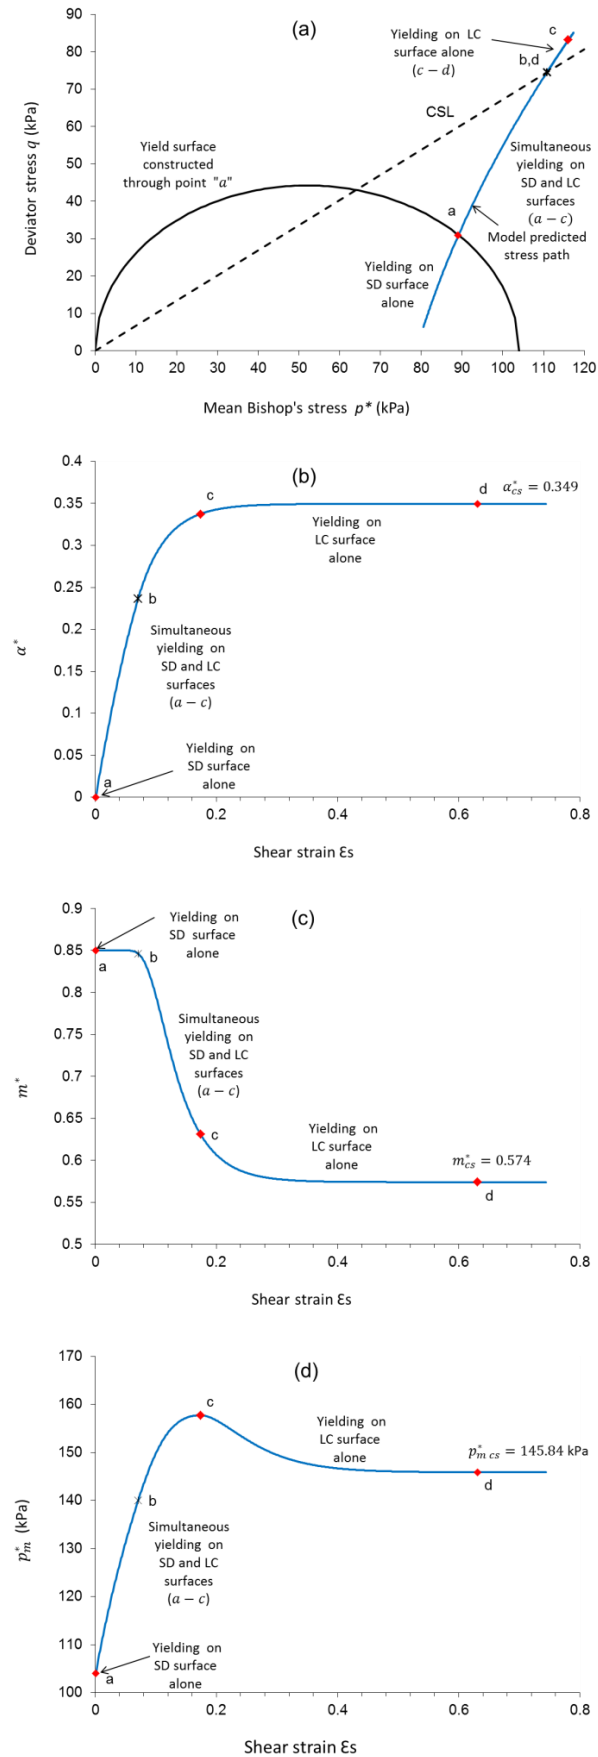 (a)
Deviator stress q (kPa)
90
80
70
60
50
40
30
20
10
0
Yielding on LC
surface alone
(c − d)
c
b,d
CSL
Yield surface
constructed
through point "a"
a
Simultaneous
yielding on
SD and LC
surfaces
(a − c)
Model predicted
stress path
Yielding on
SD surface
alone
0 10 20 30 40 50 60 70 80 90 100 110 120
Mean Bishop's stress p* (kPa)
(b)
α*
0.4
0.35
0.3
0.25
0.2
0.15
0.1
0.05
0
c
d
α*cs = 0.349
Yielding on
LC surface
alone
b
Simultaneous
yielding on
SD and LC
surfaces
(a − c)
Yielding on
SD surface
alone
a
0 0.2 0.4 0.6 0.8
Shear strain Ɛs
(c)
m*
0.9
0.85
0.8
0.75
0.7
0.65
0.6
0.55
0.5
Yielding on
SD surface
alone
a
b
Simultaneous
yielding on
SD and LC
surfaces
(a − c)
c
Yielding on
LC surface
alone
m*cs = 0.574
d
0 0.2 0.4 0.6 0.8
Shear strain Ɛs
(d)
p*m (kPa)
170
160
150
140
130
120
110
100
c
Yielding on
LC surface
alone
p*m cs = 145.84 kPa
d
b
Simultaneous
yielding on
SD and LC
surfaces
(a − c)
Yielding on
SD surface
alone
a
0 0.2 0.4 0.6 0.8
Shear strain Ɛs